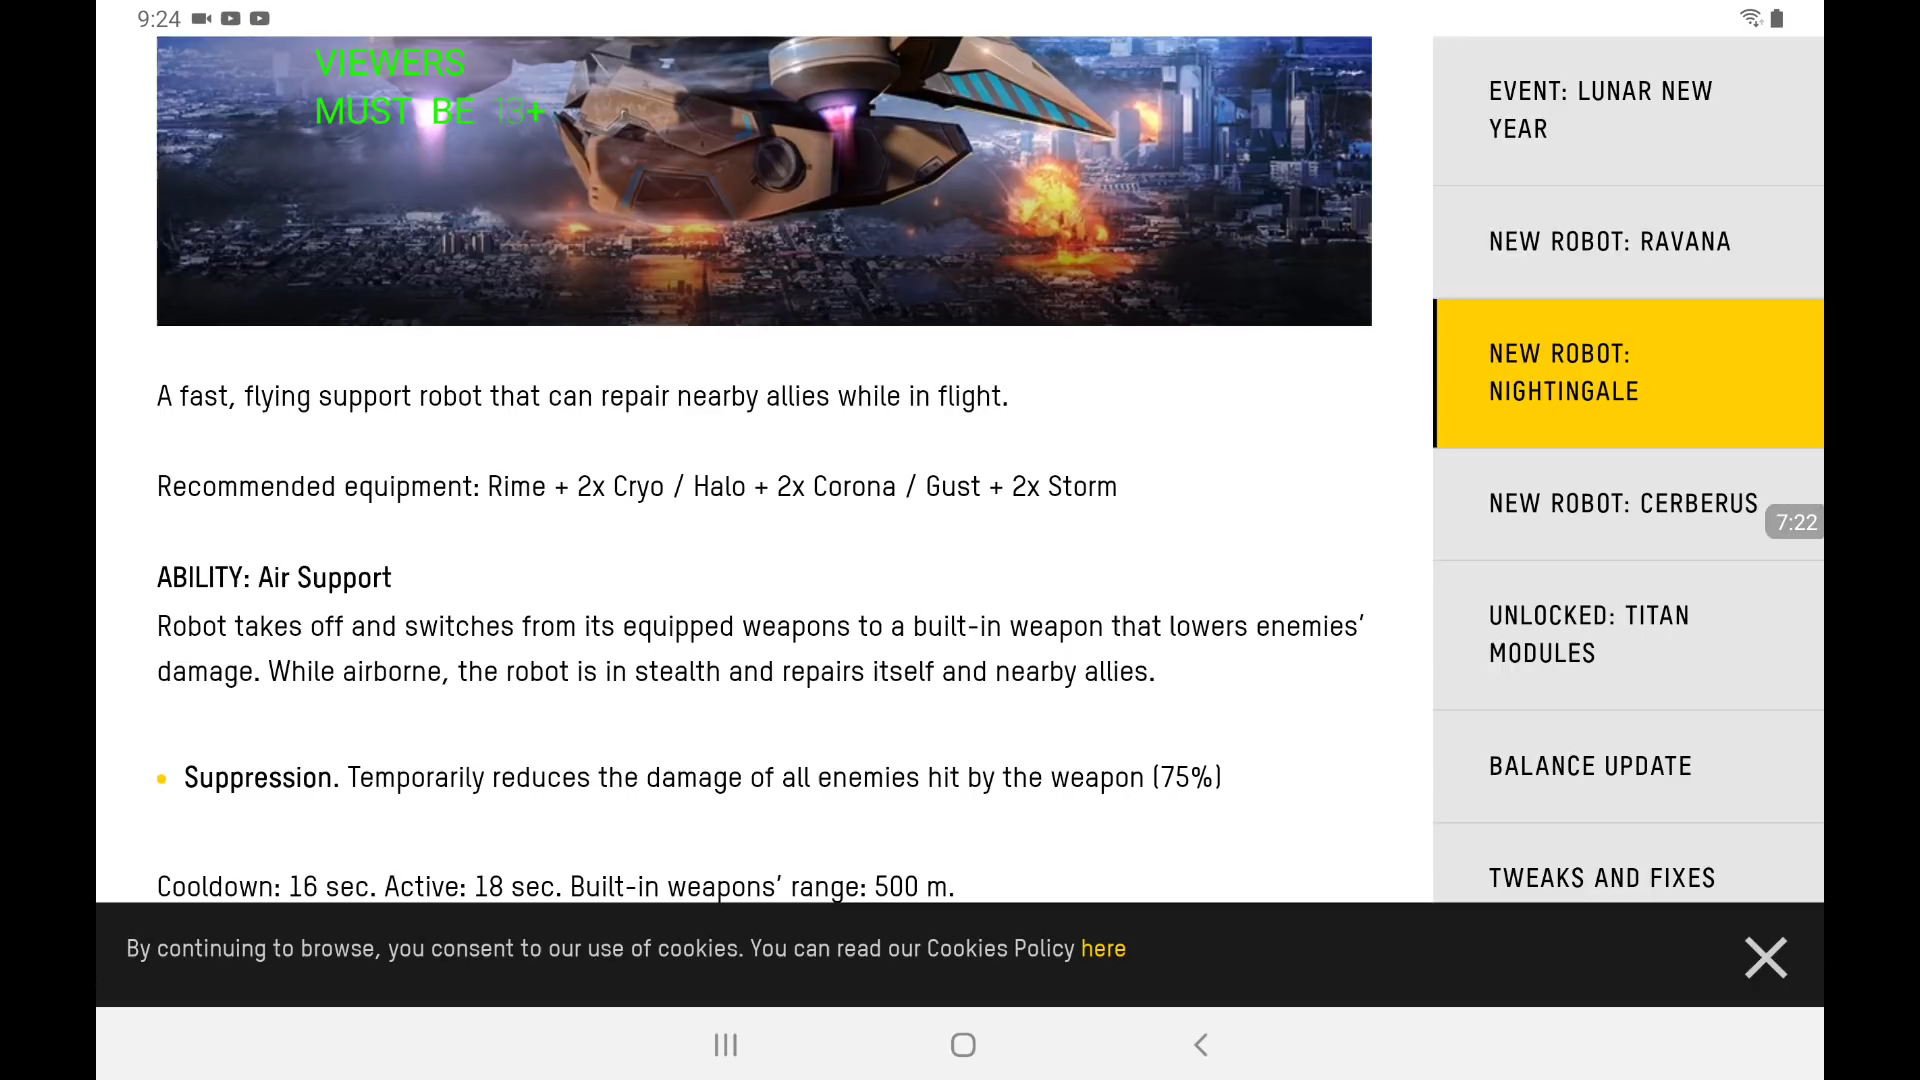 9:24
VIEWERS
MUST BE 13+
A fast, flying support robot that can repair nearby allies while in flight.
Recommended equipment: Rime + 2x Cryo / Halo + 2x Corona / Gust + 2x Storm
ABILITY: Air Support
Robot takes off and switches from its equipped weapons to a built-in weapon that lowers enemies’
damage. While airborne, the robot is in stealth and repairs itself and nearby allies.
• Suppression. Temporarily reduces the damage of all enemies hit by the weapon (75%)
Cooldown: 16 sec. Active: 18 sec. Built-in weapons’ range: 500 m.
EVENT: LUNAR NEW
YEAR
NEW ROBOT: RAVANA
NEW ROBOT:
NIGHTINGALE
NEW ROBOT: CERBERUS
7:22
UNLOCKED: TITAN
MODULES
BALANCE UPDATE
TWEAKS AND FIXES
By continuing to browse, you consent to our use of cookies. You can read our Cookies Policy here